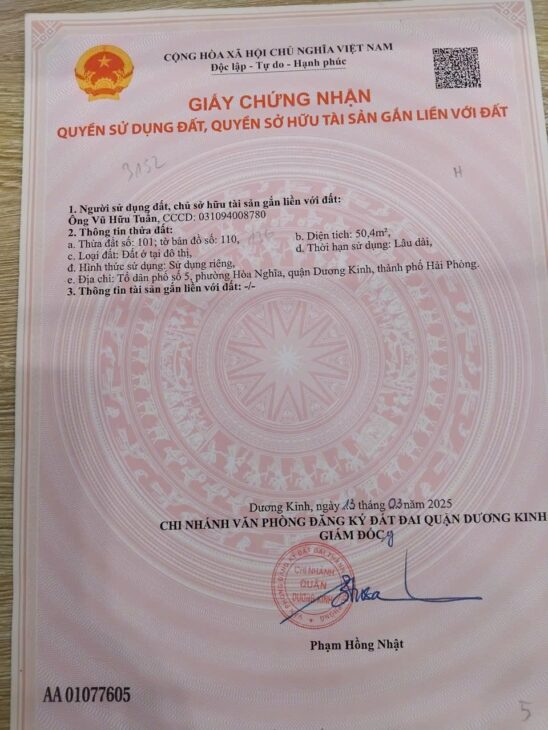 CỘNG HÒA XÃ HỘI CHỦ NGHĨA VIỆT NAM
Độc lập - Tự do - Hạnh phúc
GIẤY CHỨNG NHẬN
QUYỀN SỬ DỤNG ĐẤT, QUYỀN SỞ HỮU TÀI SẢN GẮN LIỀN VỚI ĐẤT
3152
H
1. Người sử dụng đất, chủ sở hữu tài sản gắn liền với đất:
Ông Vũ Hữu Tuấn, CCCD: 031094008780
2. Thông tin thửa đất:
a. Thửa đất số: 101; tờ bản đồ số: 110, b. Diện tích: 50,4m²,
c. Loại đất: Đất ở tại đô thị, d. Thời hạn sử dụng: Lâu dài,
đ. Hình thức sử dụng: Sử dụng riêng,
e. Địa chỉ: Tổ dân phố số 5, phường Hòa Nghĩa, quận Dương Kinh, thành phố Hải Phòng.
3. Thông tin tài sản gắn liền với đất: -/-
Dương Kinh, ngày 13 tháng 03 năm 2025
CHI NHÁNH VĂN PHÒNG ĐĂNG KÝ ĐẤT ĐAI QUẬN DƯƠNG KINH
GIÁM ĐỐC
CHI NHÁNH
QUẬN
DƯƠNG KINH
Phạm Hồng Nhật
AA 01077605
5